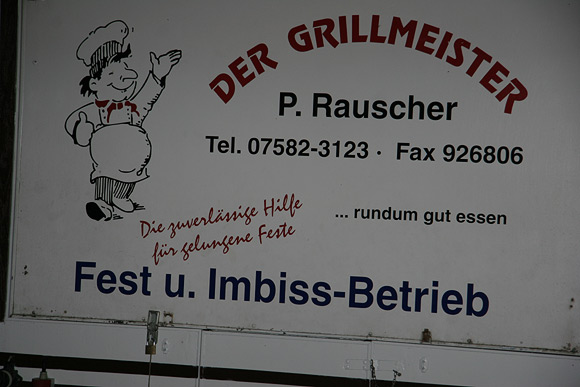 DER GRILLMEISTER
P. Rauscher
Tel. 07582-3123 · Fax 926806
Die zuverlässige Hilfe
für gelungene Feste
... rundum gut essen
Fest u. Imbiss-Betrieb